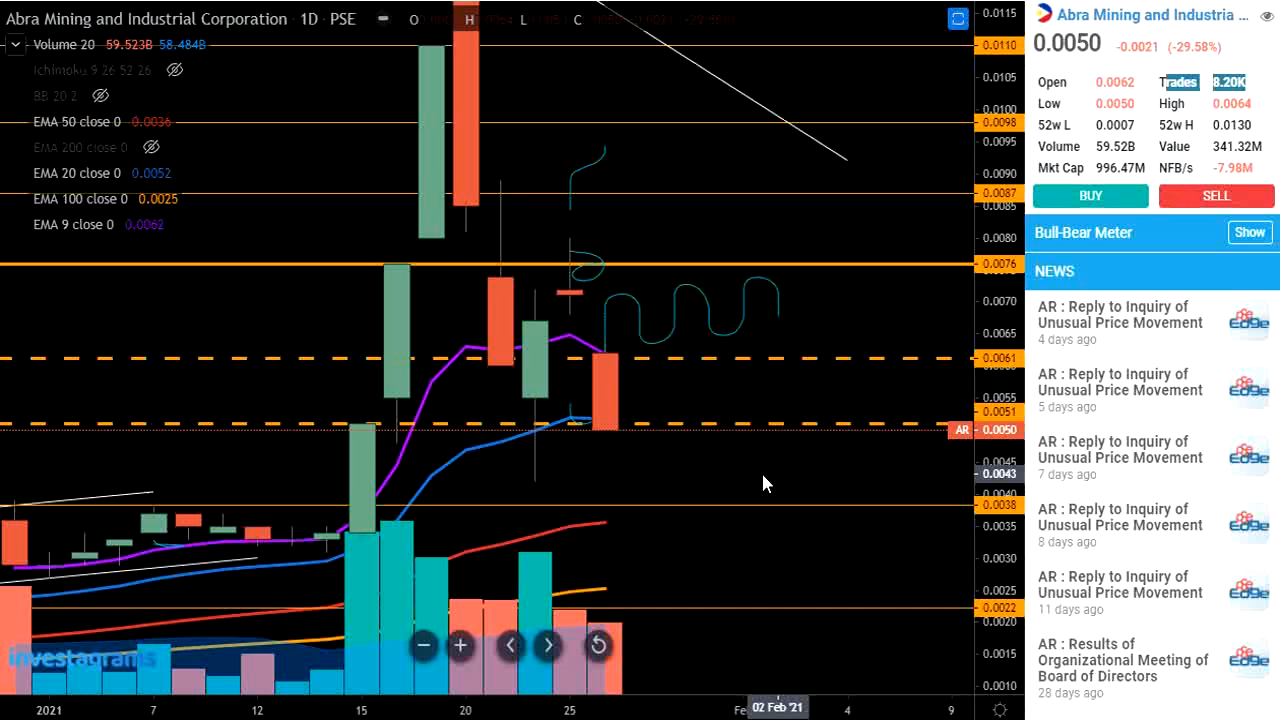 Abra Mining and Industrial Corporation · 1D · PSE
O H L C
Volume 20 59.523B 58.484B
Ichimoku 9 26 52 26
BB 20 2
EMA 50 close 0 0.0036
EMA 200 close 0
EMA 20 close 0 0.0052
EMA 100 close 0 0.0025
EMA 9 close 0 0.0062
investagrams
0.0115
0.0110
0.0105
0.0100
0.0098
0.0095
0.0090
0.0087
0.0085
0.0080
0.0076
0.0070
0.0065
0.0061
0.0055
0.0051
AR 0.0050
0.0045
0.0043
0.0040
0.0038
0.0035
0.0030
0.0025
0.0022
0.0020
0.0015
0.0010
2021 7 12 15 20 25 Fe 02 Feb '21 4 9
Abra Mining and Industria ...
0.0050 -0.0021 (-29.58%)
Open 0.0062 Trades 8.20K
Low 0.0050 High 0.0064
52w L 0.0007 52w H 0.0130
Volume 59.52B Value 341.32M
Mkt Cap 996.47M NFB/s -7.98M
BUY SELL
Bull-Bear Meter Show
NEWS
AR : Reply to Inquiry of
Unusual Price Movement
4 days ago
Edge
AR : Reply to Inquiry of
Unusual Price Movement
5 days ago
Edge
AR : Reply to Inquiry of
Unusual Price Movement
7 days ago
Edge
AR : Reply to Inquiry of
Unusual Price Movement
8 days ago
Edge
AR : Reply to Inquiry of
Unusual Price Movement
11 days ago
Edge
AR : Results of
Organizational Meeting of
Board of Directors
28 days ago
Edge